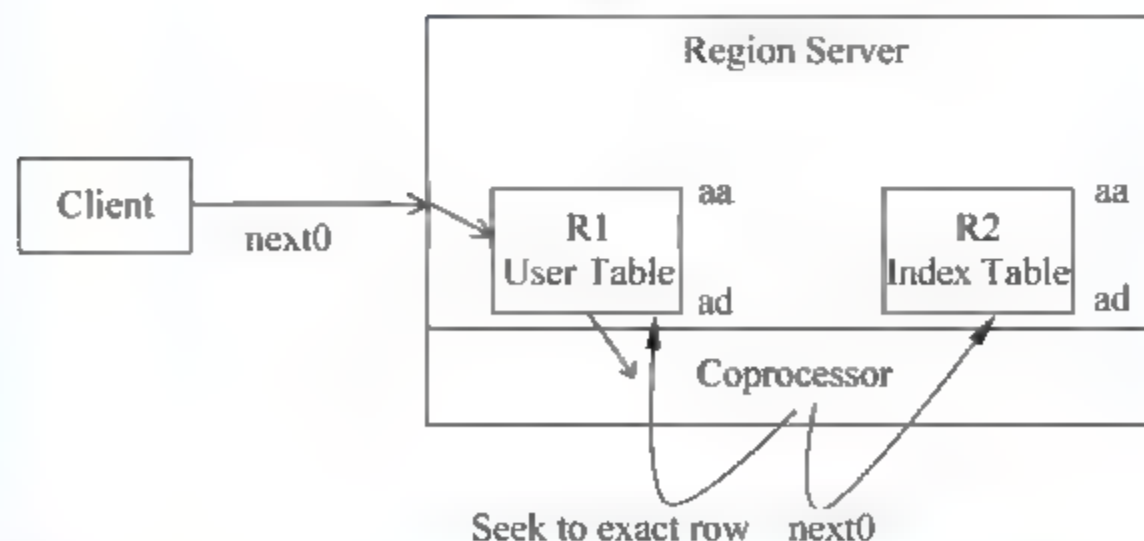 Region Server
Client
next0
R1
User Table
aa
ad
R2
Index Table
aa
ad
Coprocessor
Seek to exact row
next0